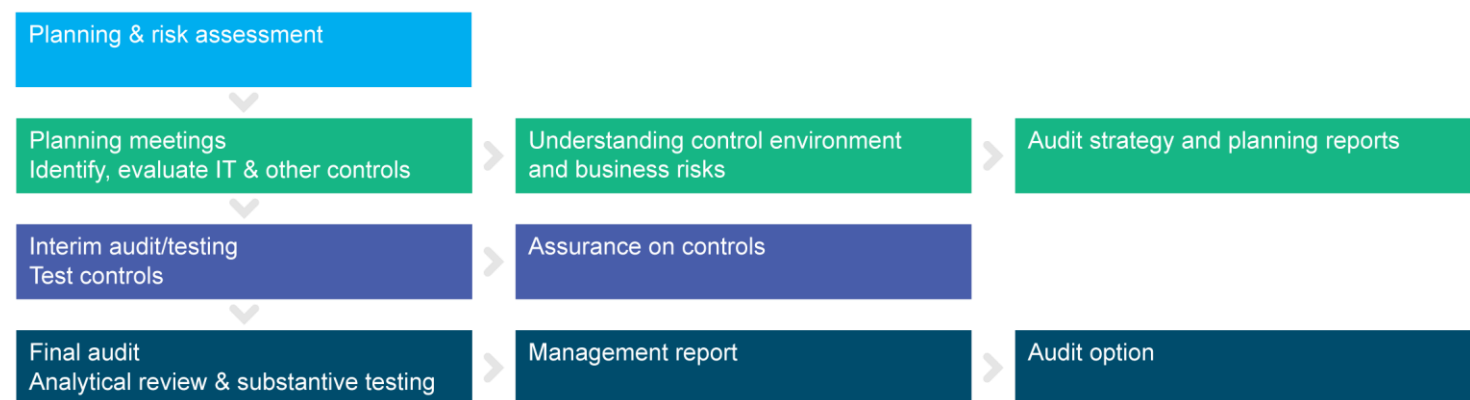 Planning & risk assessment
Planning meetings
Identify, evaluate IT & other controls
Understanding control environment
and business risks
Audit strategy and planning reports
Interim audit/testing
Test controls
Assurance on controls
Final audit
Analytical review & substantive testing
Management report
Audit option